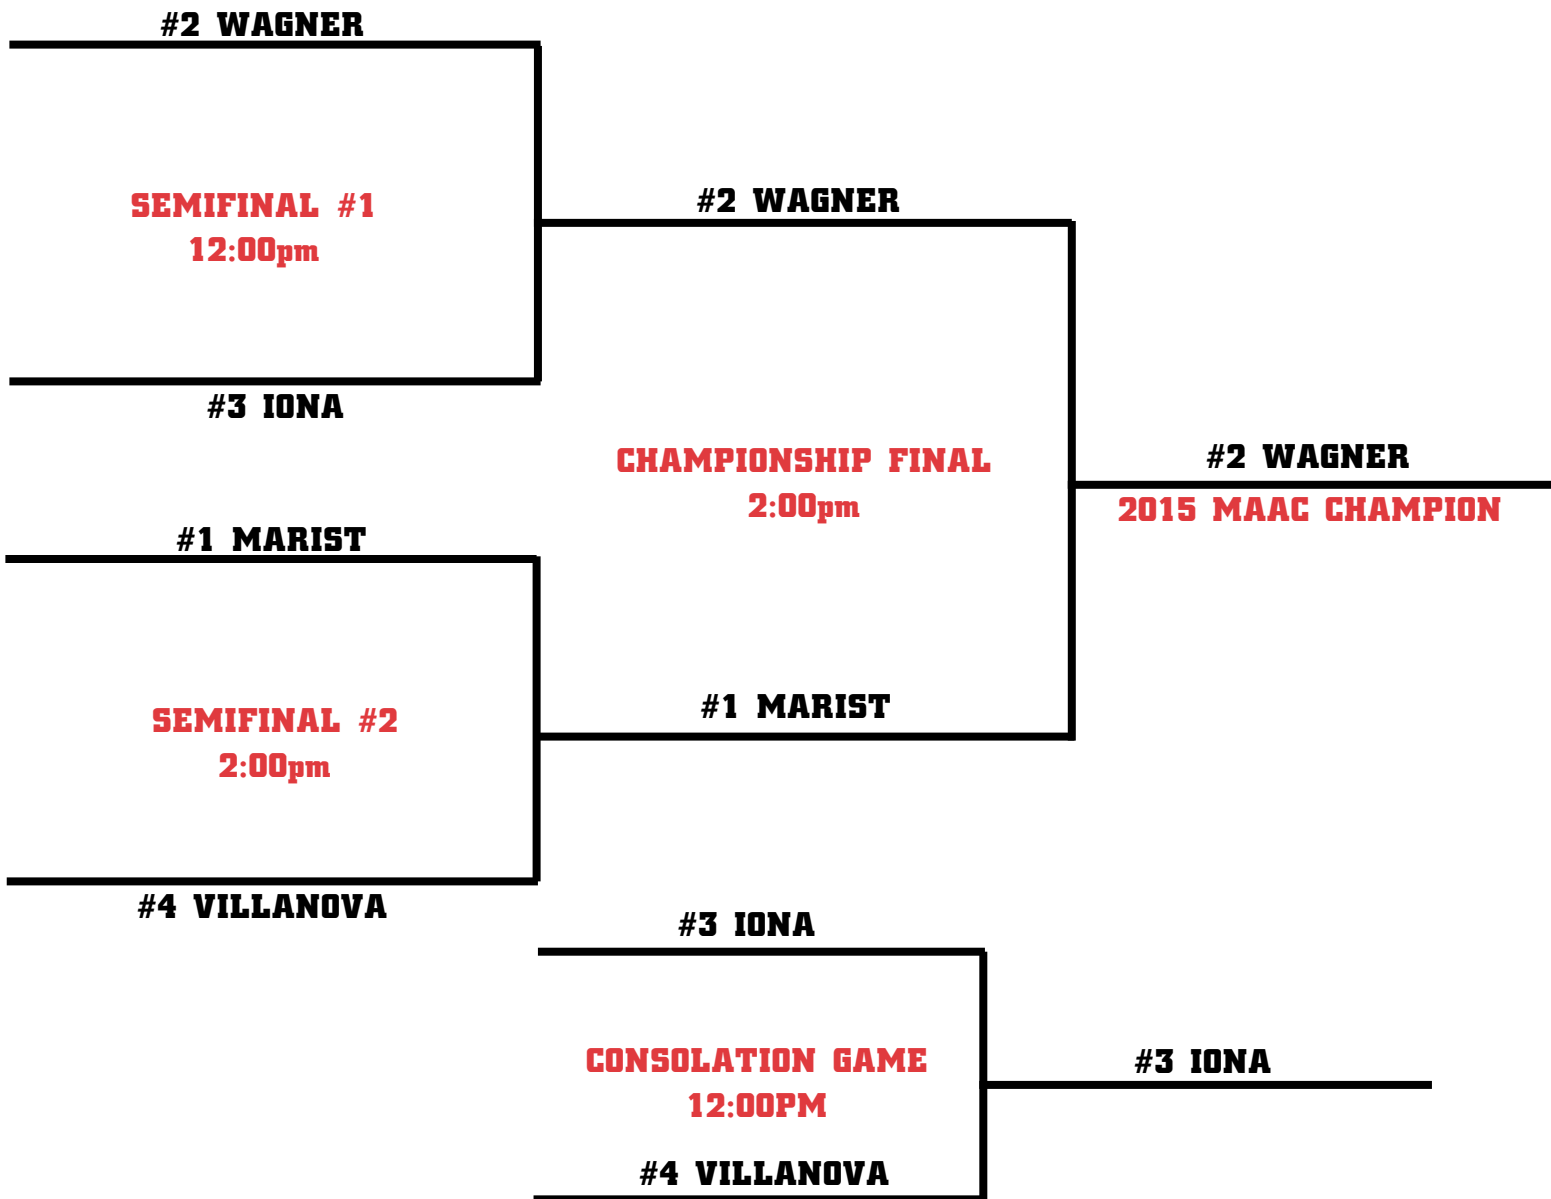 #2 WAGNER
SEMIFINAL #1
12:00pm
#3 IONA
#2 WAGNER
CHAMPIONSHIP FINAL
2:00pm
#2 WAGNER
2015 MAAC CHAMPION
#1 MARIST
SEMIFINAL #2
2:00pm
#1 MARIST
#4 VILLANOVA
#3 IONA
CONSOLATION GAME
12:00PM
#3 IONA
#4 VILLANOVA